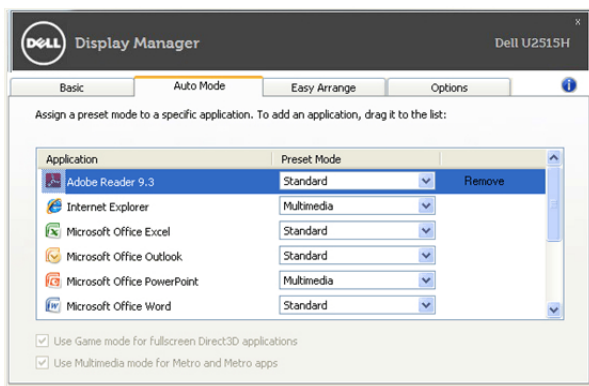 DELL Display Manager Dell U2515H
x
Basic Auto Mode Easy Arrange Options i
Assign a preset mode to a specific application. To add an application, drag it to the list:
Application Preset Mode
Adobe Reader 9.3 Standard Remove
Internet Explorer Multimedia
Microsoft Office Excel Standard
Microsoft Office Outlook Standard
Microsoft Office PowerPoint Multimedia
Microsoft Office Word Standard
Use Game mode for fullscreen Direct3D applications
Use Multimedia mode for Metro and Metro apps